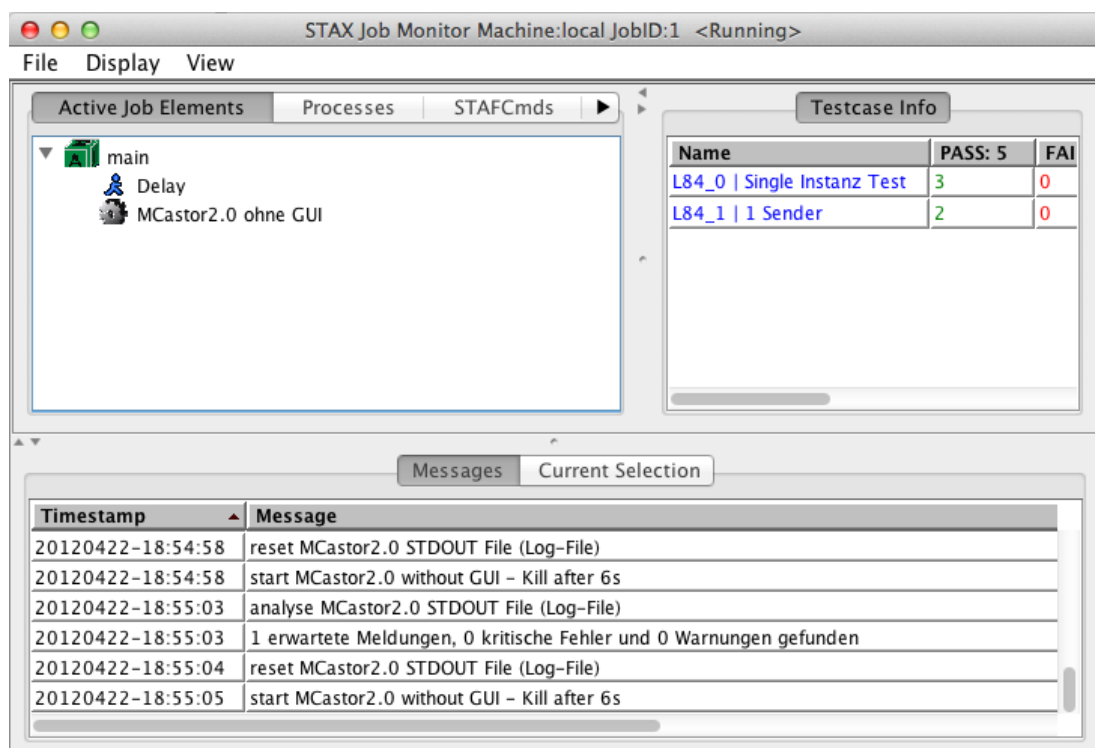 STAX Job Monitor Machine:local JobID:1 <Running>
File Display View
Active Job Elements Processes STAFCmds
main
Delay
MCastor2.0 ohne GUI
Testcase Info
Name PASS: 5 FAI
L84_0 | Single Instanz Test 3 0
L84_1 | 1 Sender 2 0
Messages Current Selection
Timestamp Message
20120422-18:54:58 reset MCastor2.0 STDOUT File (Log-File)
20120422-18:54:58 start MCastor2.0 without GUI - Kill after 6s
20120422-18:55:03 analyse MCastor2.0 STDOUT File (Log-File)
20120422-18:55:03 1 erwartete Meldungen, 0 kritische Fehler und 0 Warnungen gefunden
20120422-18:55:04 reset MCastor2.0 STDOUT File (Log-File)
20120422-18:55:05 start MCastor2.0 without GUI - Kill after 6s